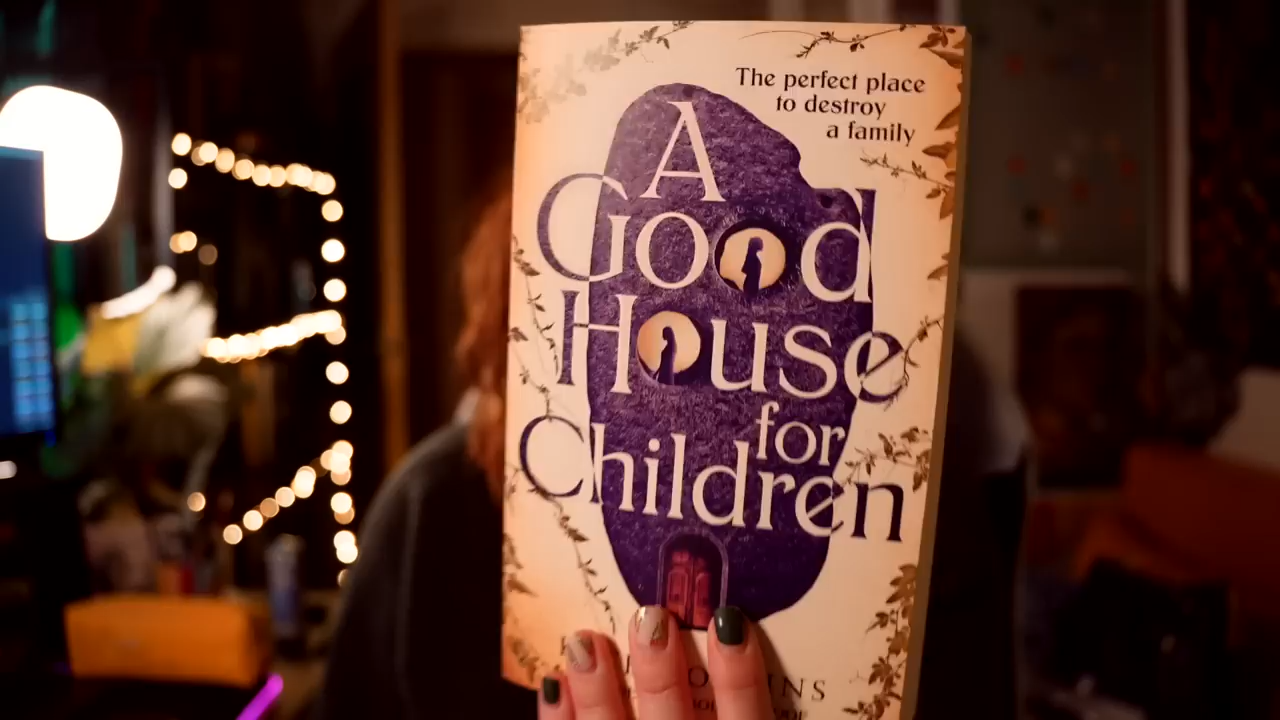 The perfect place
to destroy
a family
A
Good
House
for
Children